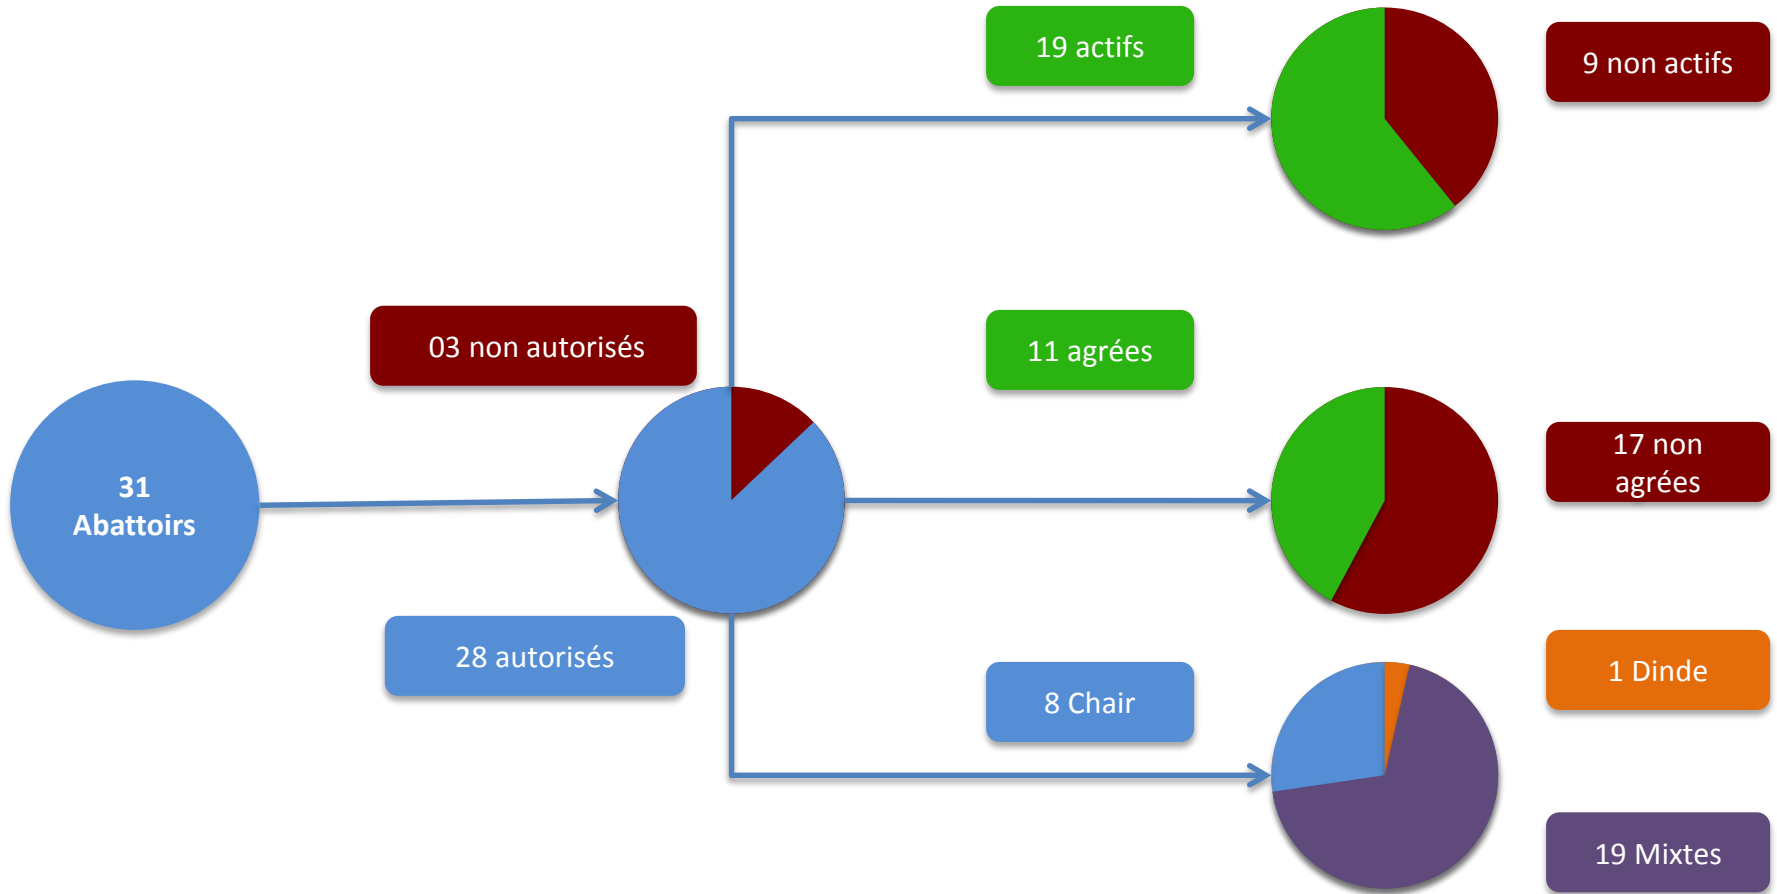 19 actifs
9 non actifs
03 non autorisés
11 agrées
31
Abattoirs
17 non
agrées
28 autorisés
8 Chair
1 Dinde
19 Mixtes